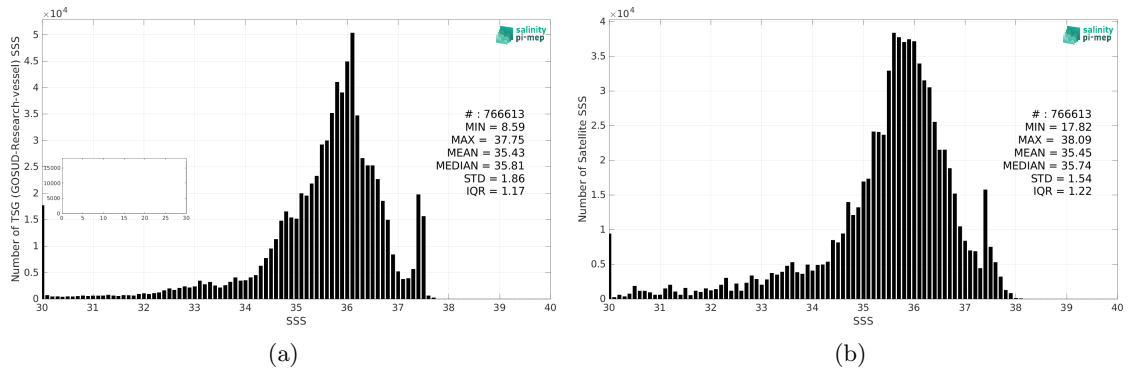 ×10⁴
5
4.5
4
3.5
3
2.5
2
1.5
1
0.5
0
Number of TSG (GOSUD-Research-vessel) SSS
salinity
pi-mep
# : 766613
MIN = 8.59
MAX = 37.75
MEAN = 35.43
MEDIAN = 35.81
STD = 1.86
IQR = 1.17
15000
10000
5000
0
0 5 10 15 20 25 30
30 31 32 33 34 35 36 37 38 39 40
SSS
(a)
×10⁴
4
3.5
3
2.5
2
1.5
1
0.5
0
Number of Satellite SSS
salinity
pi-mep
# : 766613
MIN = 17.82
MAX = 38.09
MEAN = 35.45
MEDIAN = 35.74
STD = 1.54
IQR = 1.22
30 31 32 33 34 35 36 37 38 39 40
SSS
(b)